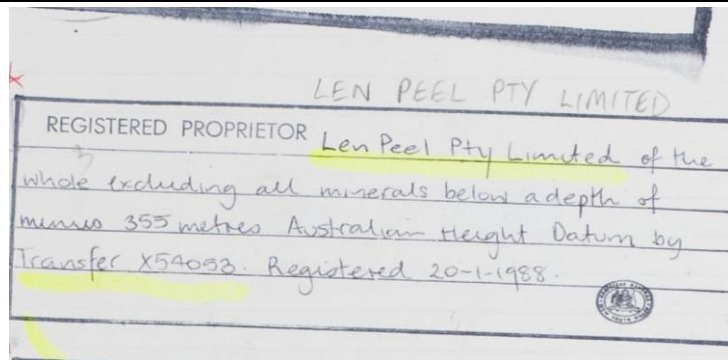 LEN PEEL PTY LIMITED
REGISTERED PROPRIETOR Len Peel Pty Limited of the
whole excluding all minerals below a depth of
minus 355 metres Australian Height Datum by
Transfer X54053. Registered 20-1-1988.